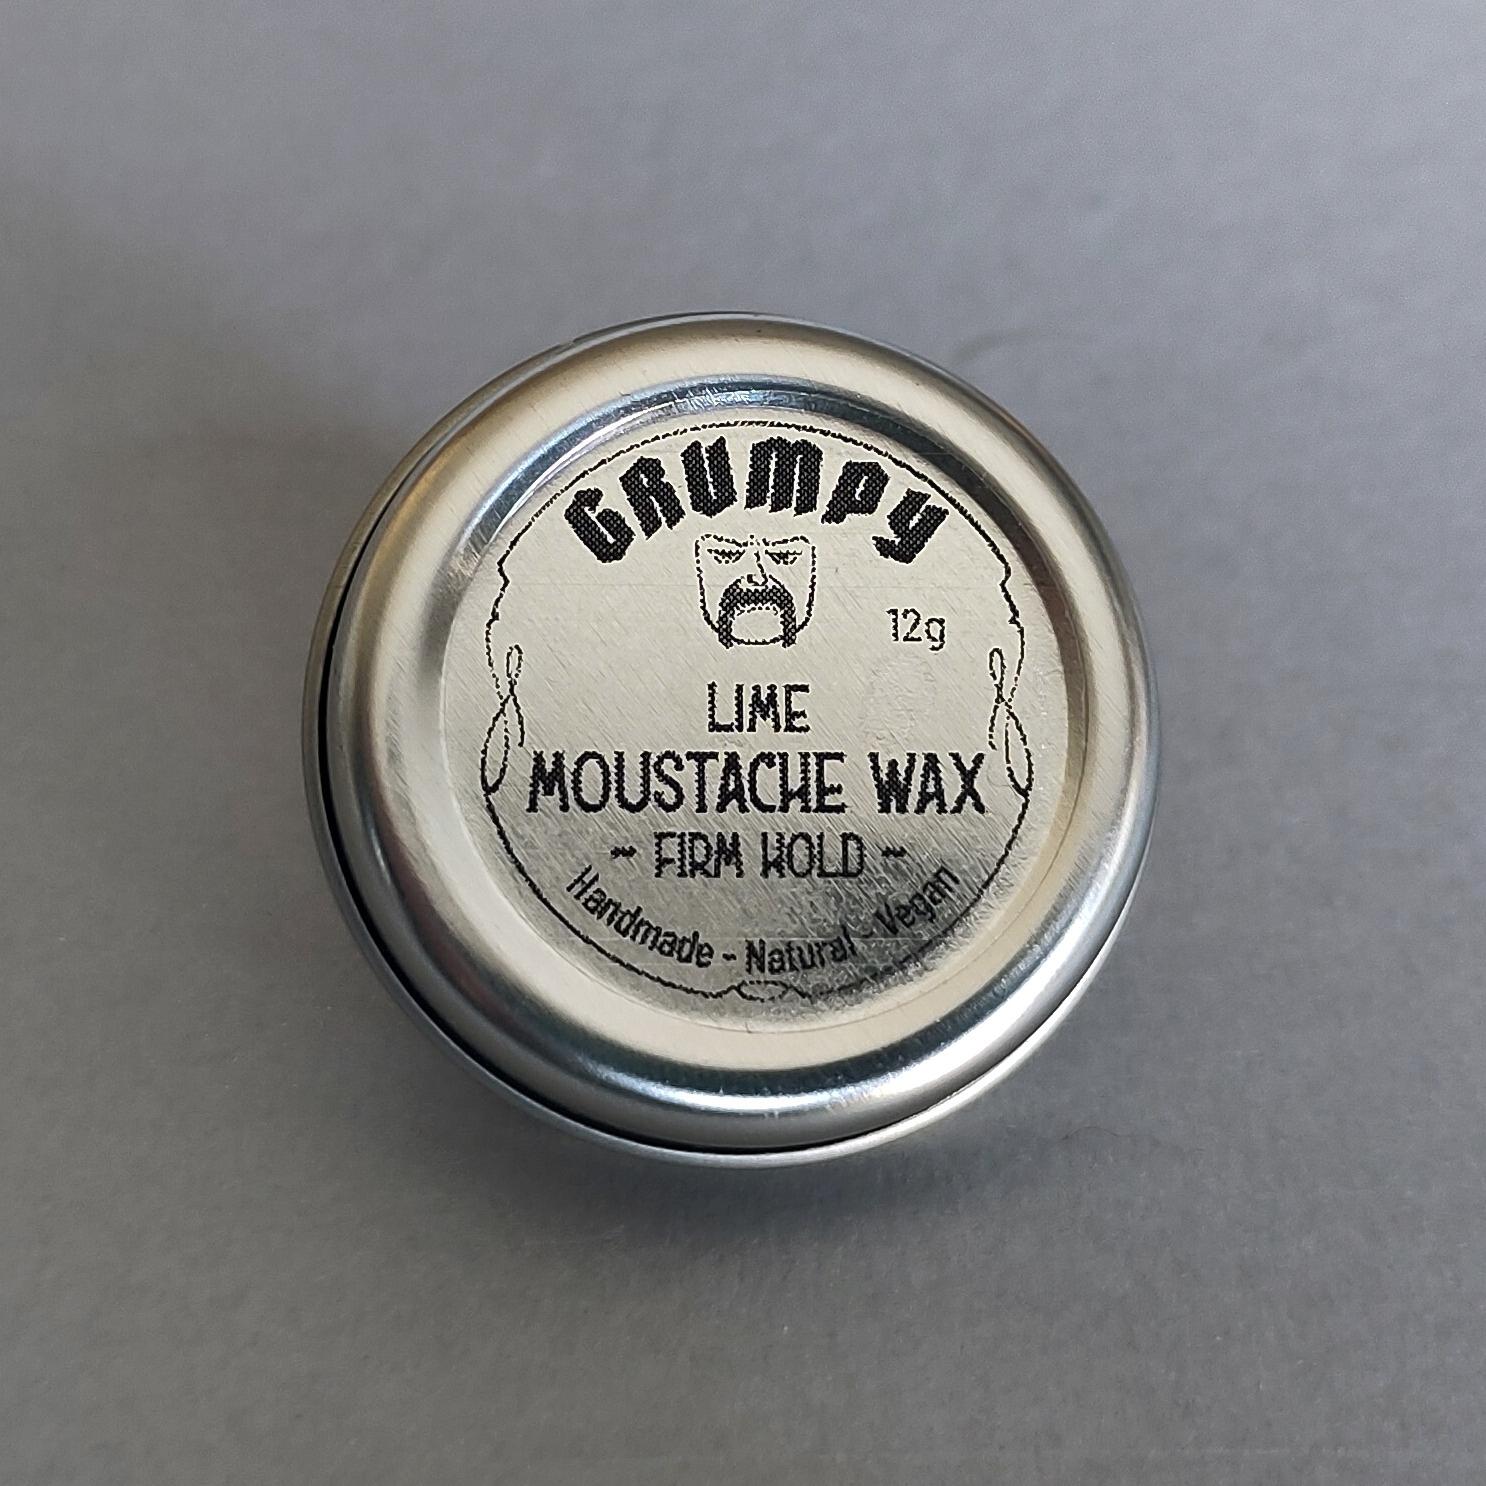 GRUMPY
12g
LIME
MOUSTACHE WAX
~ FIRM HOLD ~
Handmade - Natural - Vegan